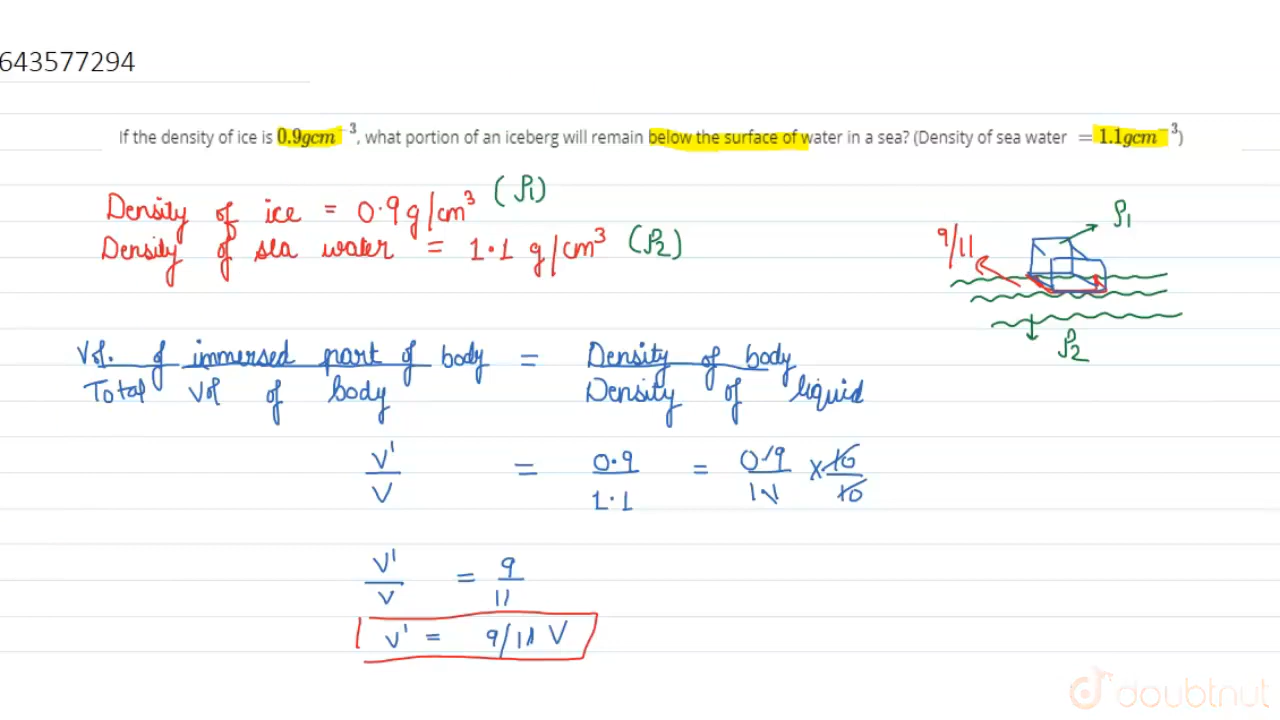 643577294
If the density of ice is 0.9gcm⁻³, what portion of an iceberg will remain below the surface of water in a sea? (Density of sea water = 1.1gcm⁻³)
Density of ice = 0.9 g/cm³ (ρ₁)
Density of sea water = 1.1 g/cm³ (ρ₂)
9/11
ρ₁
ρ₂
Vol. of immersed part of body = Density of body
Total Vol of body Density of liquid
V'/V = 0.9/1.1 = 0.9/1.1 × 10/10
V'/V = 9/11
V' = 9/11 V
doubtnut